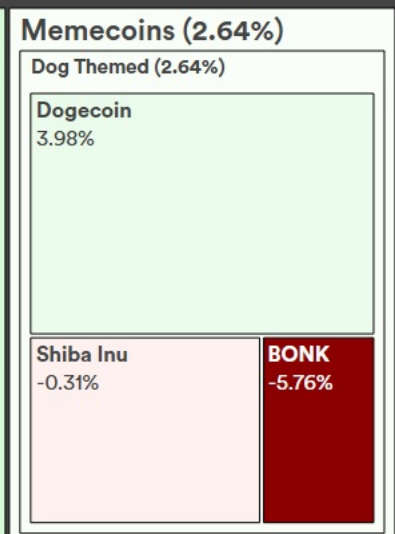 Memecoins (2.64%)
Dog Themed (2.64%)
Dogecoin
3.98%
Shiba Inu
-0.31%
BONK
-5.76%